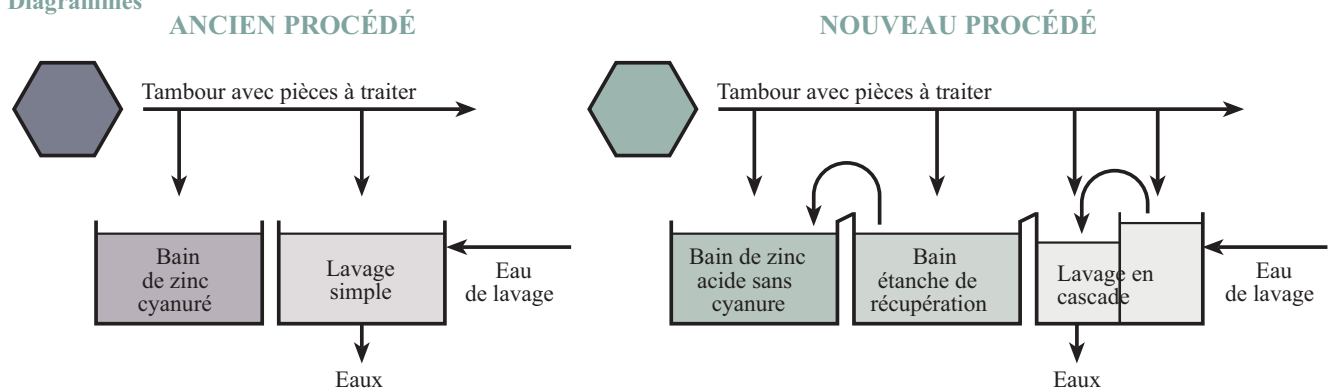 Diagrammes
ANCIEN PROCÉDÉ
Tambour avec pièces à traiter
Bain
de zinc
cyanuré
Lavage
simple
Eau
de lavage
Eaux
NOUVEAU PROCÉDÉ
Tambour avec pièces à traiter
Bain de zinc
acide sans
cyanure
Bain
étanche de
récupération
Lavage en
cascade
Eau
de lavage
Eaux